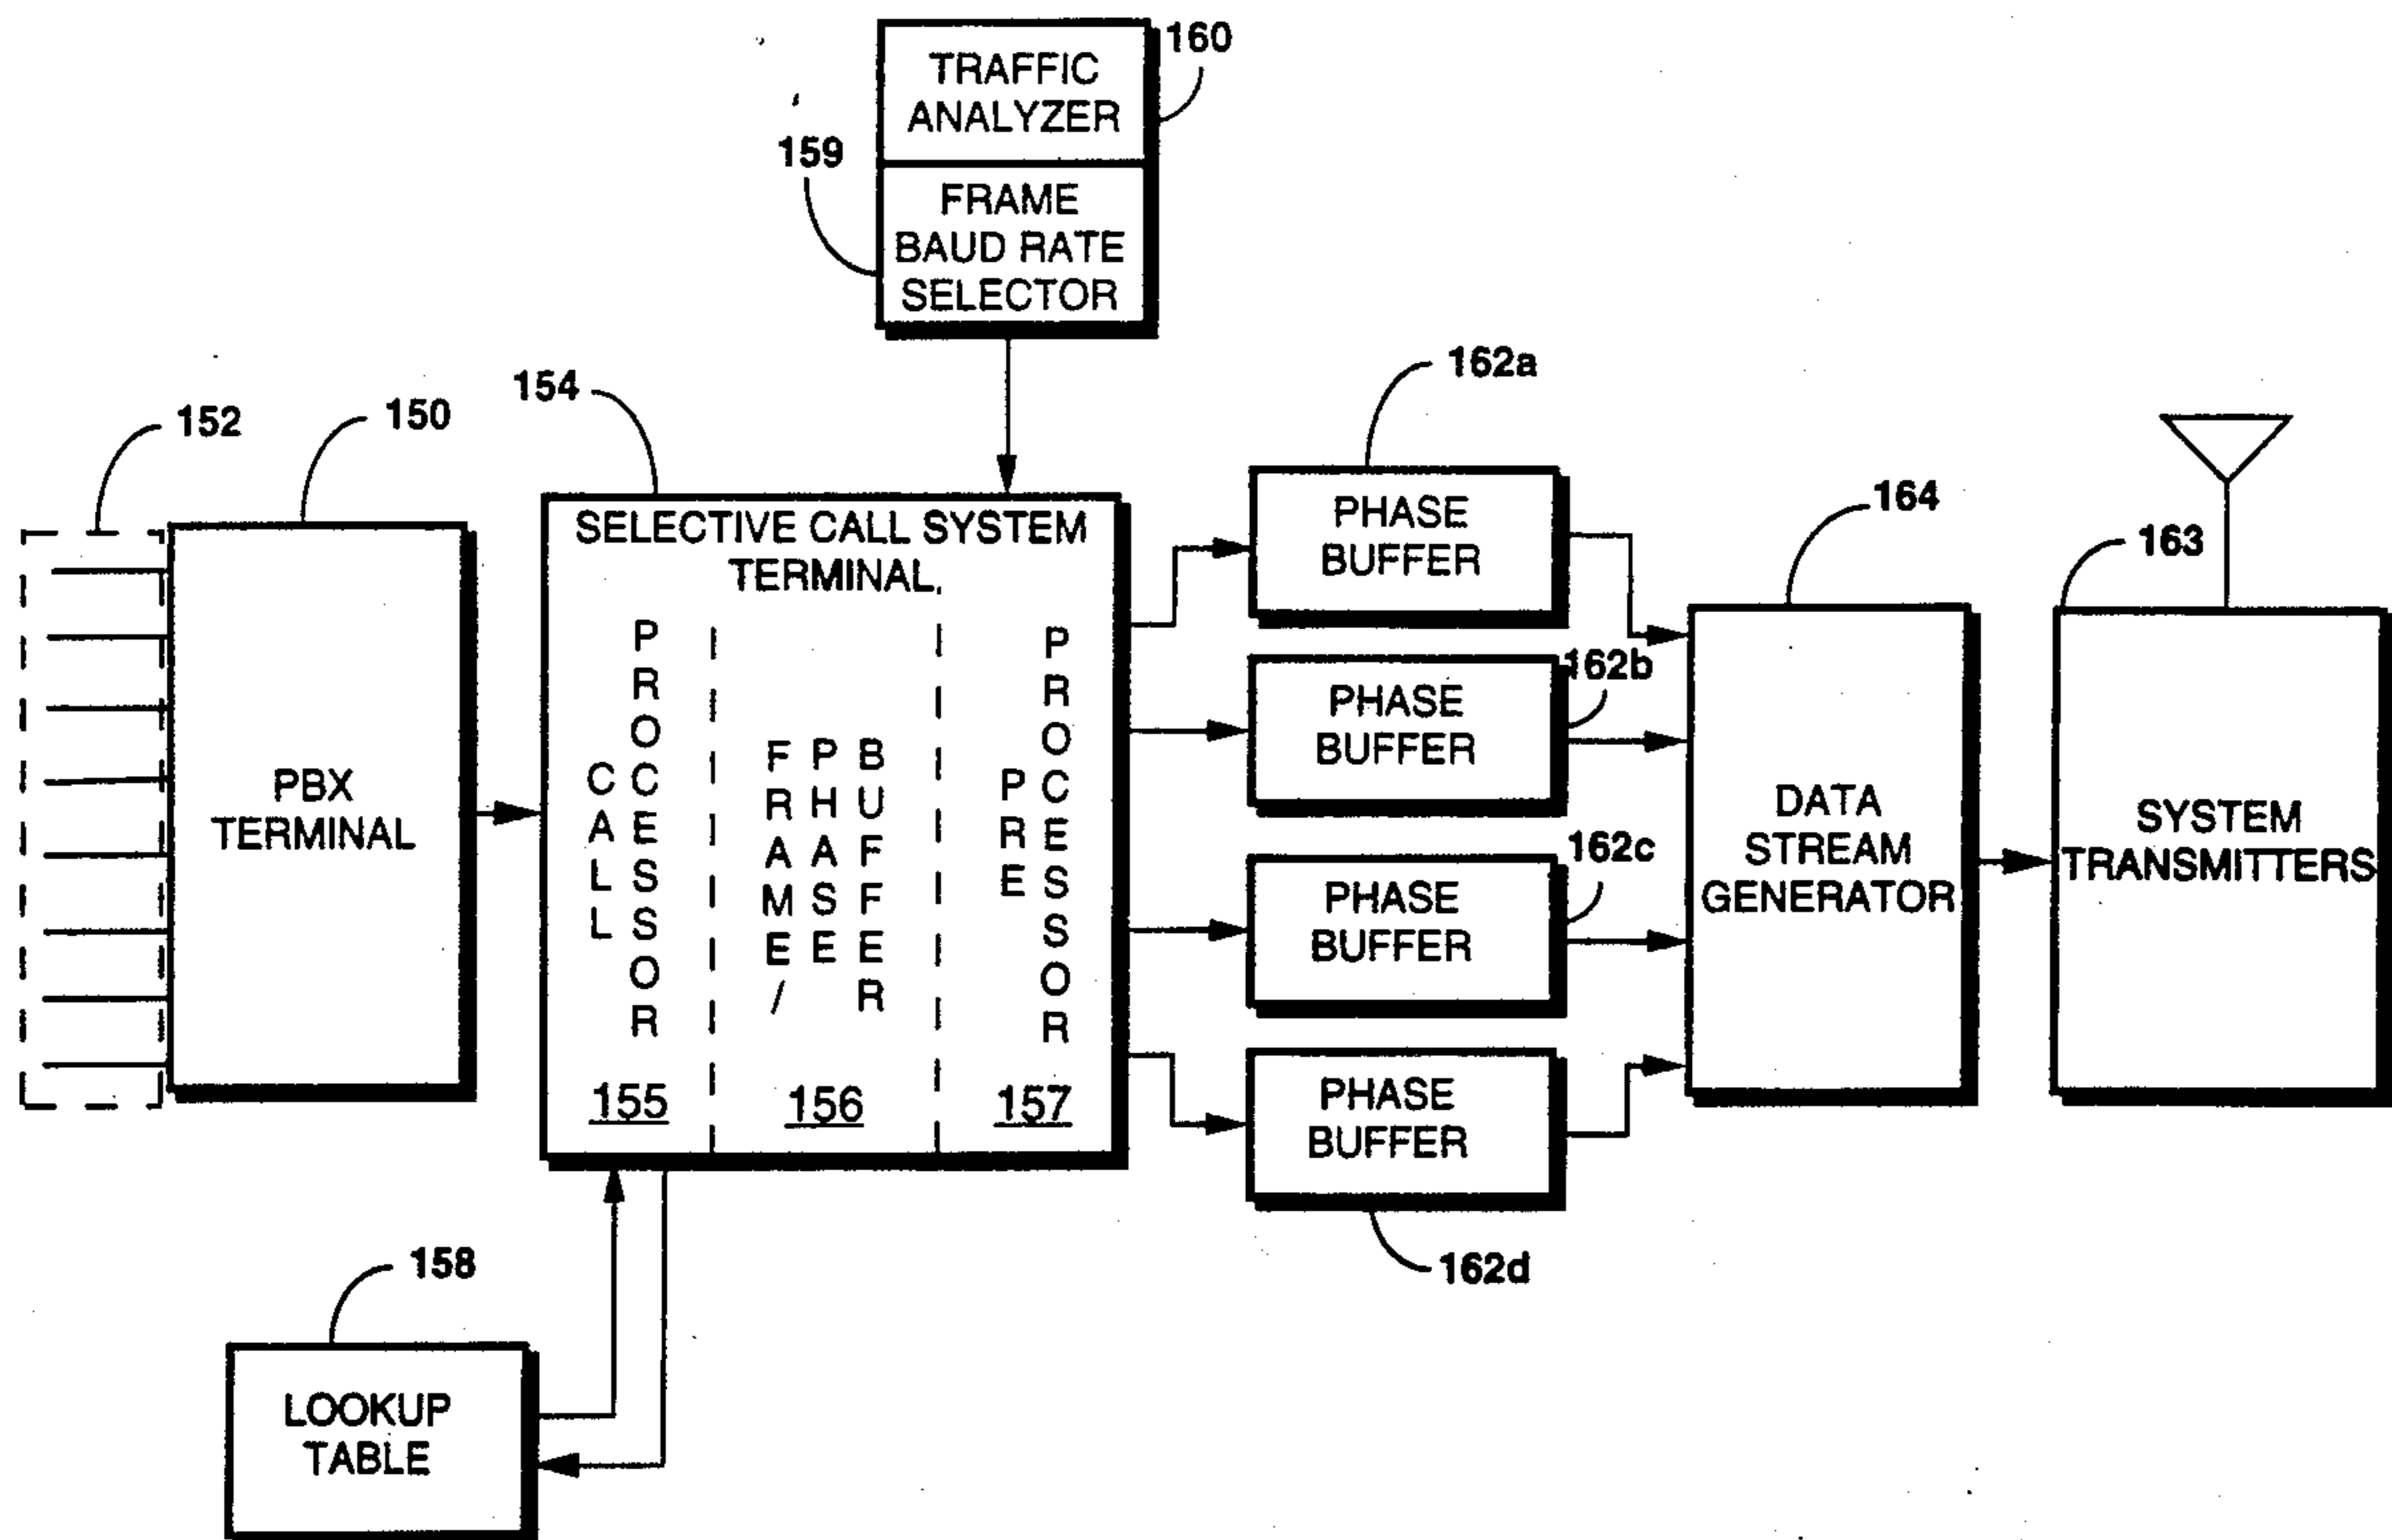 TRAFFIC
ANALYZER
160
159
FRAME
BAUD RATE
SELECTOR
152
150
154
162a
PBX
TERMINAL
SELECTIVE CALL SYSTEM
TERMINAL
CALL
PROCESSOR
155
FRAME/
PHASE
BUFFER
156
PRE
PROCESSOR
157
PHASE
BUFFER
162b
PHASE
BUFFER
162c
PHASE
BUFFER
PHASE
BUFFER
162d
164
DATA
STREAM
GENERATOR
163
SYSTEM
TRANSMITTERS
158
LOOKUP
TABLE